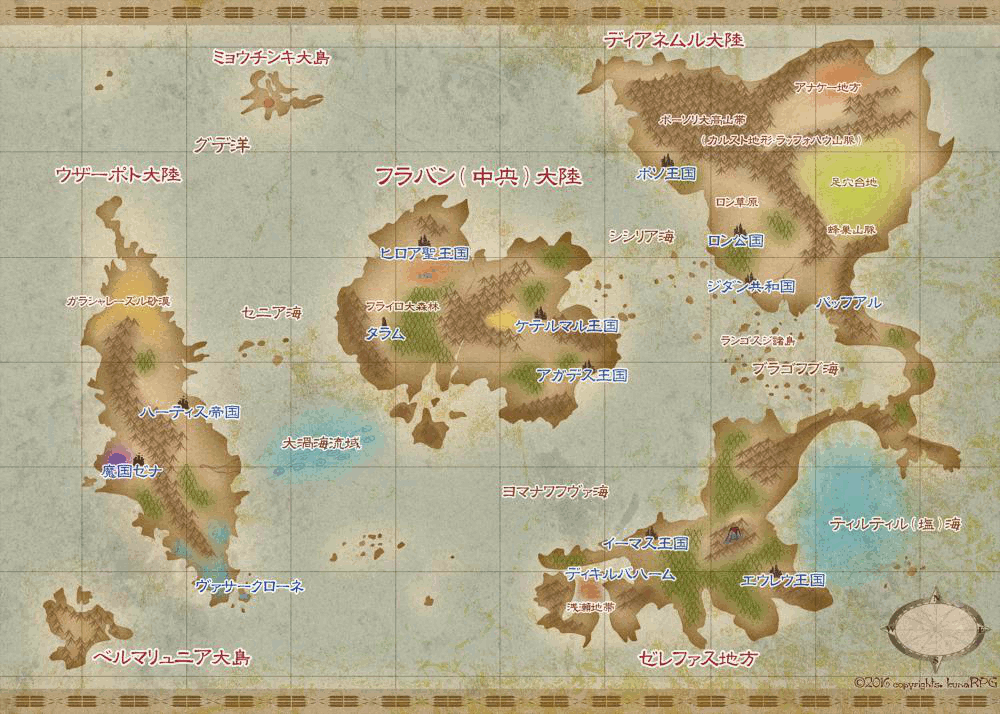 ディアネムル大陸
ミョウチンキ大島
アナケー地方
ボーソリ大高山帯
(カルスト地形・ラッフォハウ山脈)
グデ洋
ウザーポト大陸
フラバン(中央)大陸
ボソ王国
足穴台地
ロン草原
蜂巣山脈
シシリア海
ロン公国
ヒロア聖王国
ジダン共和国
ガラシャレーズル砂漠
バッフアル
セニア海
フライロ大森林
タラム
ケテルマル王国
ランゴスジ諸島
ブラゴフブ海
アガデス王国
ハーティス帝国
大渦海流域
魔国ゼナ
ヨマナワフヴァ海
ティルティル(塩)海
イーマス王国
ディキルバハーム
エウレウ王国
ヴァサークローネ
浅瀬地帯
N
W
E
S
ベルマリュニア大島
ゼレファス地方
©2016 copyrights. kunaRPG